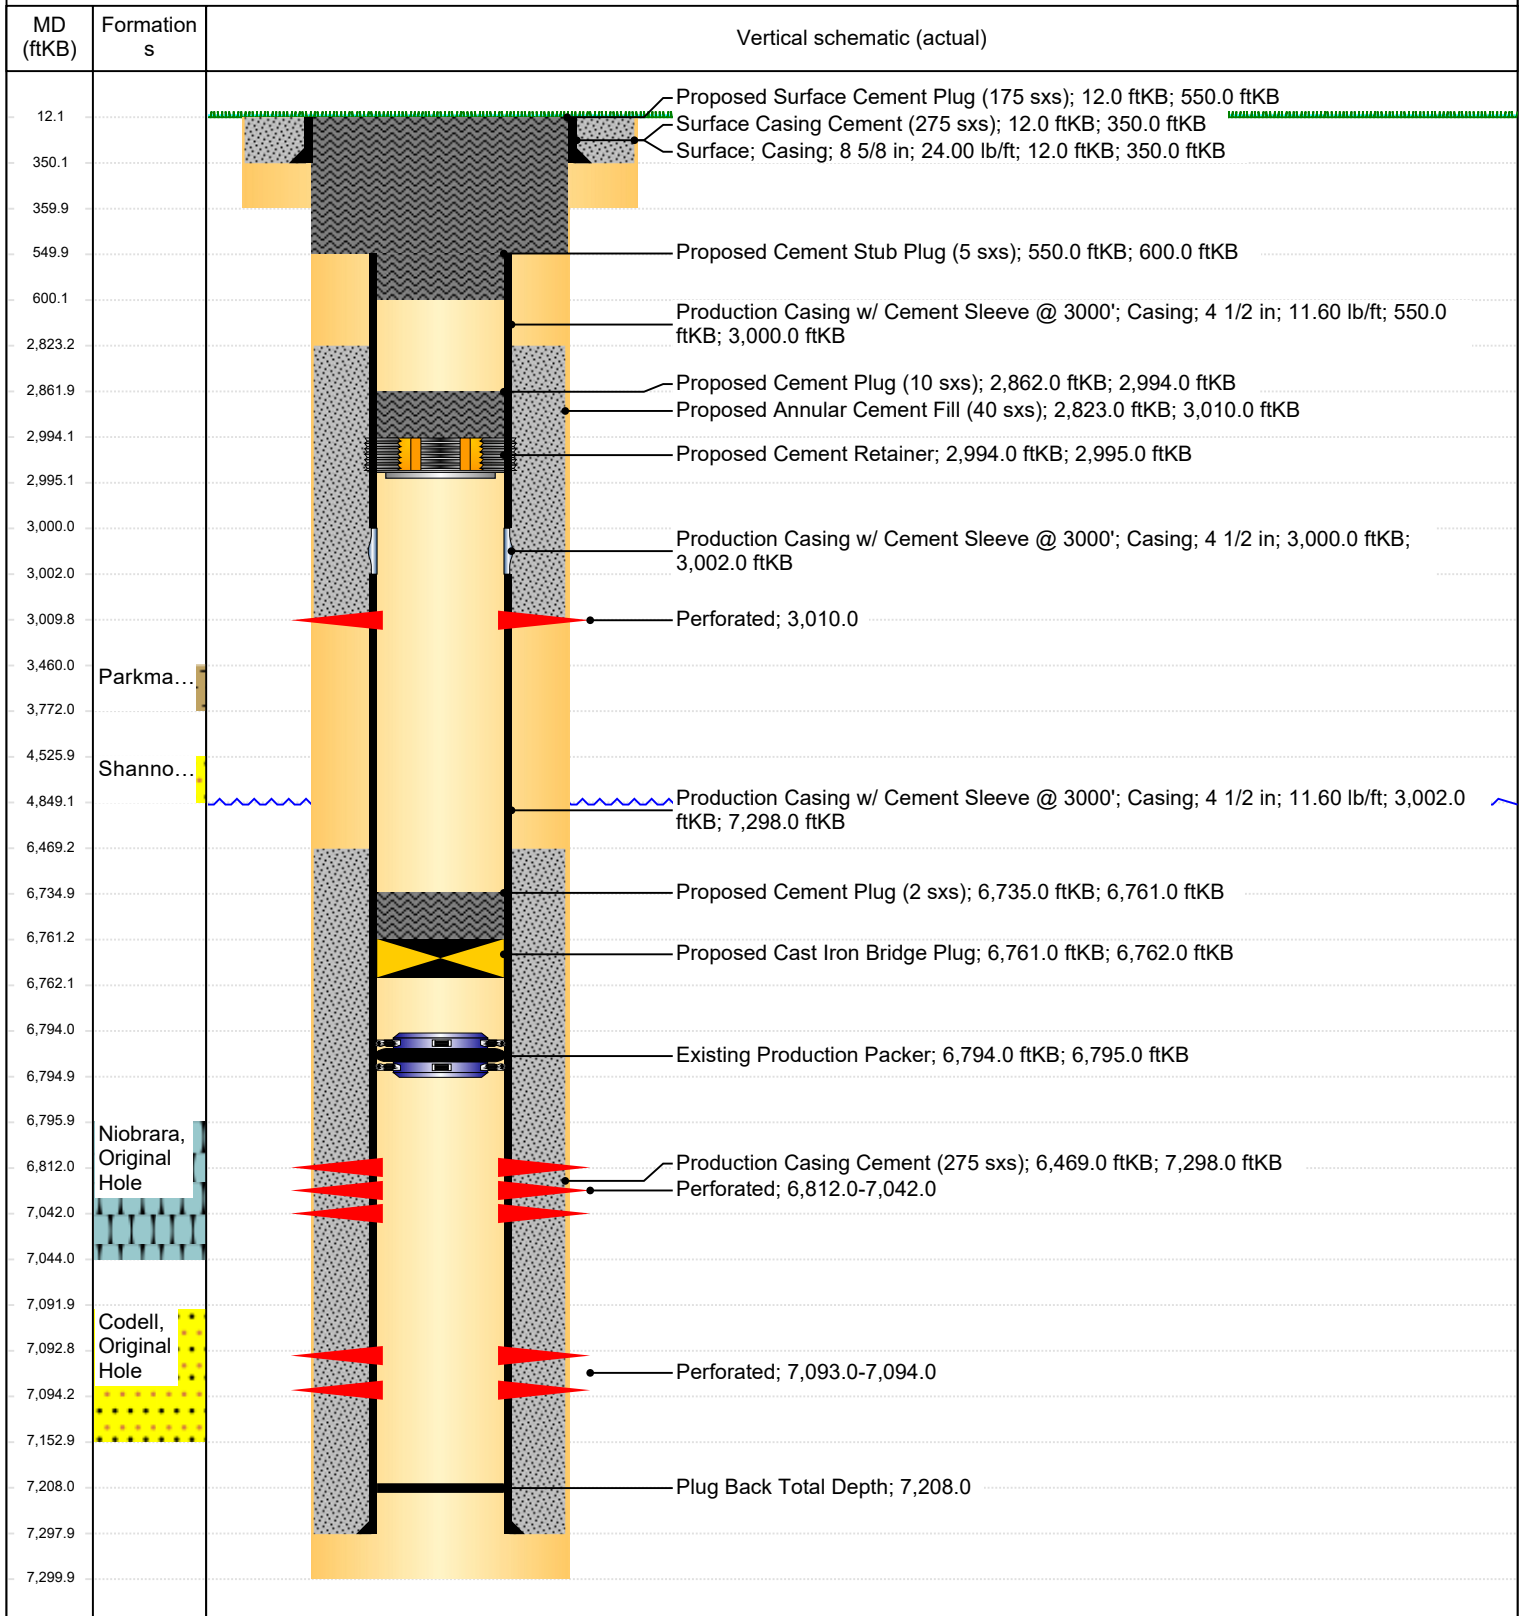 MD
(ftKB)
Formation
s
Vertical schematic (actual)
12.1
350.1
359.9
549.9
600.1
2,823.2
2,861.9
2,994.1
2,995.1
3,000.0
3,002.0
3,009.8
3,460.0
3,772.0
4,525.9
4,849.1
6,469.2
6,734.9
6,761.2
6,762.1
6,794.0
6,794.9
6,795.9
6,812.0
7,042.0
7,044.0
7,091.9
7,092.8
7,094.2
7,152.9
7,208.0
7,297.9
7,299.9
Parkma…
Shanno…
Niobrara,
Original
Hole
Codell,
Original
Hole
Proposed Surface Cement Plug (175 sxs); 12.0 ftKB; 550.0 ftKB
Surface Casing Cement (275 sxs); 12.0 ftKB; 350.0 ftKB
Surface; Casing; 8 5/8 in; 24.00 lb/ft; 12.0 ftKB; 350.0 ftKB
Proposed Cement Stub Plug (5 sxs); 550.0 ftKB; 600.0 ftKB
Production Casing w/ Cement Sleeve @ 3000'; Casing; 4 1/2 in; 11.60 lb/ft; 550.0
ftKB; 3,000.0 ftKB
Proposed Cement Plug (10 sxs); 2,862.0 ftKB; 2,994.0 ftKB
Proposed Annular Cement Fill (40 sxs); 2,823.0 ftKB; 3,010.0 ftKB
Proposed Cement Retainer; 2,994.0 ftKB; 2,995.0 ftKB
Production Casing w/ Cement Sleeve @ 3000'; Casing; 4 1/2 in; 3,000.0 ftKB;
3,002.0 ftKB
Perforated; 3,010.0
Production Casing w/ Cement Sleeve @ 3000'; Casing; 4 1/2 in; 11.60 lb/ft; 3,002.0
ftKB; 7,298.0 ftKB
Proposed Cement Plug (2 sxs); 6,735.0 ftKB; 6,761.0 ftKB
Proposed Cast Iron Bridge Plug; 6,761.0 ftKB; 6,762.0 ftKB
Existing Production Packer; 6,794.0 ftKB; 6,795.0 ftKB
Production Casing Cement (275 sxs); 6,469.0 ftKB; 7,298.0 ftKB
Perforated; 6,812.0-7,042.0
Perforated; 7,093.0-7,094.0
Plug Back Total Depth; 7,208.0